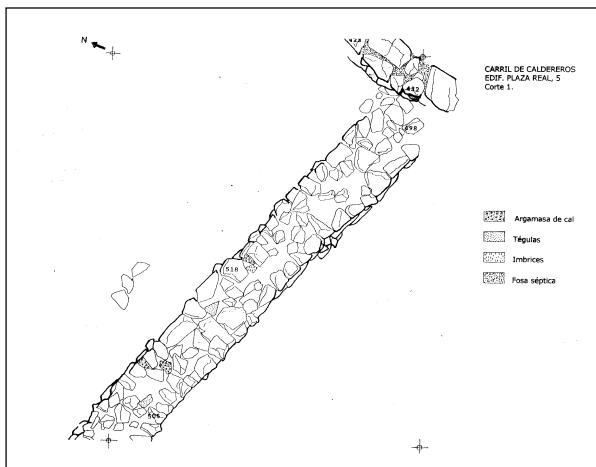 N
CARRIL DE CALDEREROS
EDIF. PLAZA REAL, 5
Corte 1.
498
518
Argamasa de cal
Tégulas
Imbrices
Fosa séptica